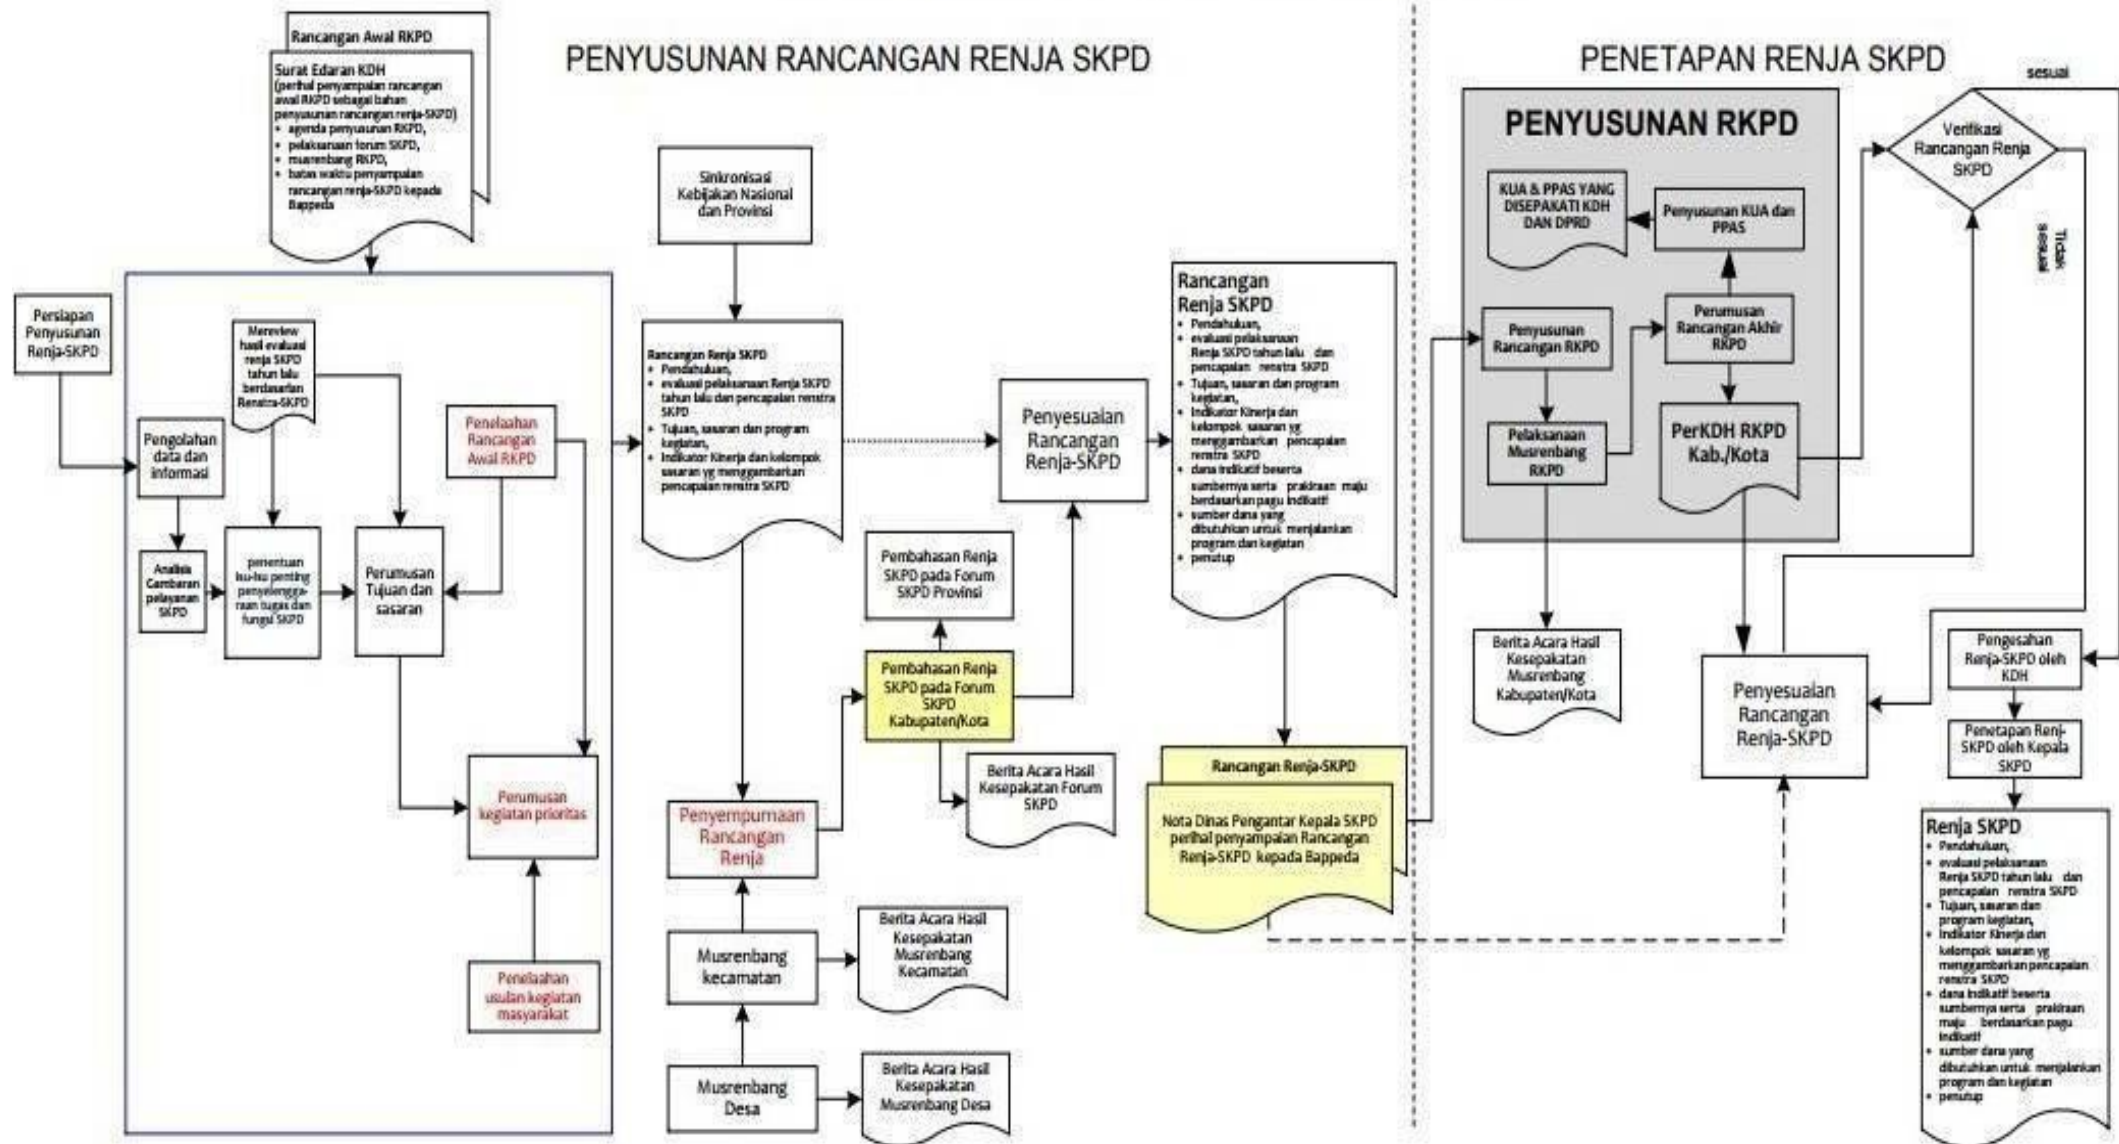 Rancangan Awal RKPD
Surat Edaran KDH
(perihal penyampaian rancangan
awal RKPD sebagai bahan
penyusunan rancangan renja-SKPD)
• agenda penyusunan RKPD,
• pelaksanaan forum SKPD,
• musrenbang RKPD,
• batas waktu penyampaian
rancangan renja-SKPD kepada
Bappeda
PENYUSUNAN RANCANGAN RENJA SKPD
Persiapan
Penyusunan
Renja-SKPD
Mereview
hasil evaluasi
renja SKPD
tahun lalu
berdasarkan
Renstra-SKPD
Pengolahan
data dan
informasi
Penelaahan
Rancangan
Awal RKPD
Analisis
Gambaran
pelayanan
SKPD
penentuan
isu-isu penting
penyelengga-
raan tugas dan
fungsi SKPD
Perumusan
Tujuan dan
sasaran
Perumusan
kegiatan prioritas
Penelaahan
usulan kegiatan
masyarakat
Sinkronisasi
Kebijakan Nasional
dan Provinsi
Rancangan Renja SKPD
• Pendahuluan,
• evaluasi pelaksanaan Renja SKPD
tahun lalu dan pencapaian renstra
SKPD
• Tujuan, sasaran dan program
kegiatan,
• Indikator Kinerja dan kelompok
sasaran yg menggambarkan
pencapaian renstra SKPD
Penyempurnaan
Rancangan
Renja
Musrenbang
kecamatan
Musrenbang
Desa
Berita Acara Hasil
Kesepakatan
Musrenbang
Kecamatan
Berita Acara Hasil
Kesepakatan
Musrenbang Desa
Pembahasan Renja
SKPD pada Forum
SKPD Provinsi
Pembahasan Renja
SKPD pada Forum
SKPD
Kabupaten/Kota
Berita Acara Hasil
Kesepakatan Forum
SKPD
Penyesuaian
Rancangan
Renja-SKPD
Rancangan
Renja SKPD
• Pendahuluan,
• evaluasi pelaksanaan
Renja SKPD tahun lalu dan
pencapaian renstra SKPD
• Tujuan, sasaran dan program
kegiatan,
• Indikator Kinerja dan
kelompok sasaran yg
menggambarkan pencapaian
renstra SKPD
• dana indikatif beserta
sumbernya serta prakiraan maju
berdasarkan pagu indikatif
• sumber dana yang
dibutuhkan untuk menjalankan
program dan kegiatan
• penutup
Rancangan Renja-SKPD
Nota Dinas Pengantar Kepala SKPD
perihal penyampaian Rancangan
Renja-SKPD kepada Bappeda
PENETAPAN RENJA SKPD
PENYUSUNAN RKPD
KUA & PPAS YANG
DISEPAKATI KDH
DAN DPRD
Penyusunan KUA dan
PPAS
Penyusunan
Rancangan RKPD
Perumusan
Rancangan Akhir
RKPD
Pelaksanaan
Musrenbang
RKPD
PerKDH RKPD
Kab./Kota
Berita Acara Hasil
Kesepakatan
Musrenbang
Kabupaten/Kota
Penyesuaian
Rancangan
Renja-SKPD
sesuai
Verifikasi
Rancangan Renja
SKPD
Tidak
sesuai
Pengesahan
Renja-SKPD oleh
KDH
Penetapan Renj-
SKPD oleh Kepala
SKPD
Renja SKPD
• Pendahuluan,
• evaluasi pelaksanaan
Renja SKPD tahun lalu dan
pencapaian renstra SKPD
• Tujuan, sasaran dan
program kegiatan,
• Indikator Kinerja dan
kelompok sasaran yg
menggambarkan pencapaian
renstra SKPD
• dana indikatif beserta
sumbernya serta prakiraan
maju berdasarkan pagu
indikatif
• sumber dana yang
dibutuhkan untuk menjalankan
program dan kegiatan
• penutup